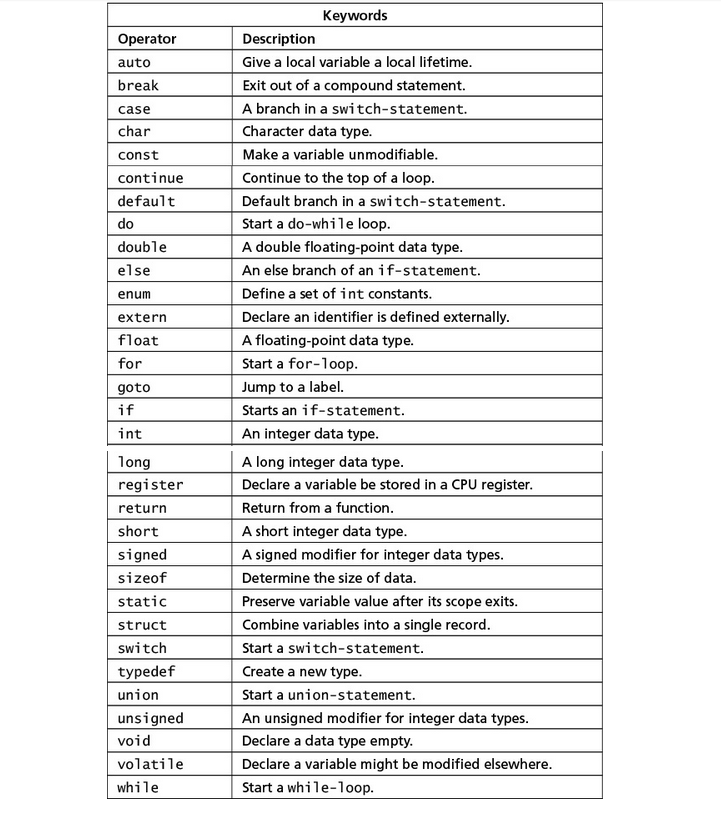 Keywords
Operator Description
auto Give a local variable a local lifetime.
break Exit out of a compound statement.
case A branch in a switch-statement.
char Character data type.
const Make a variable unmodifiable.
continue Continue to the top of a loop.
default Default branch in a switch-statement.
do Start a do-while loop.
double A double floating-point data type.
else An else branch of an if-statement.
enum Define a set of int constants.
extern Declare an identifier is defined externally.
float A floating-point data type.
for Start a for-loop.
goto Jump to a label.
if Starts an if-statement.
int An integer data type.
long A long integer data type.
register Declare a variable be stored in a CPU register.
return Return from a function.
short A short integer data type.
signed A signed modifier for integer data types.
sizeof Determine the size of data.
static Preserve variable value after its scope exits.
struct Combine variables into a single record.
switch Start a switch-statement.
typedef Create a new type.
union Start a union-statement.
unsigned An unsigned modifier for integer data types.
void Declare a data type empty.
volatile Declare a variable might be modified elsewhere.
while Start a while-loop.